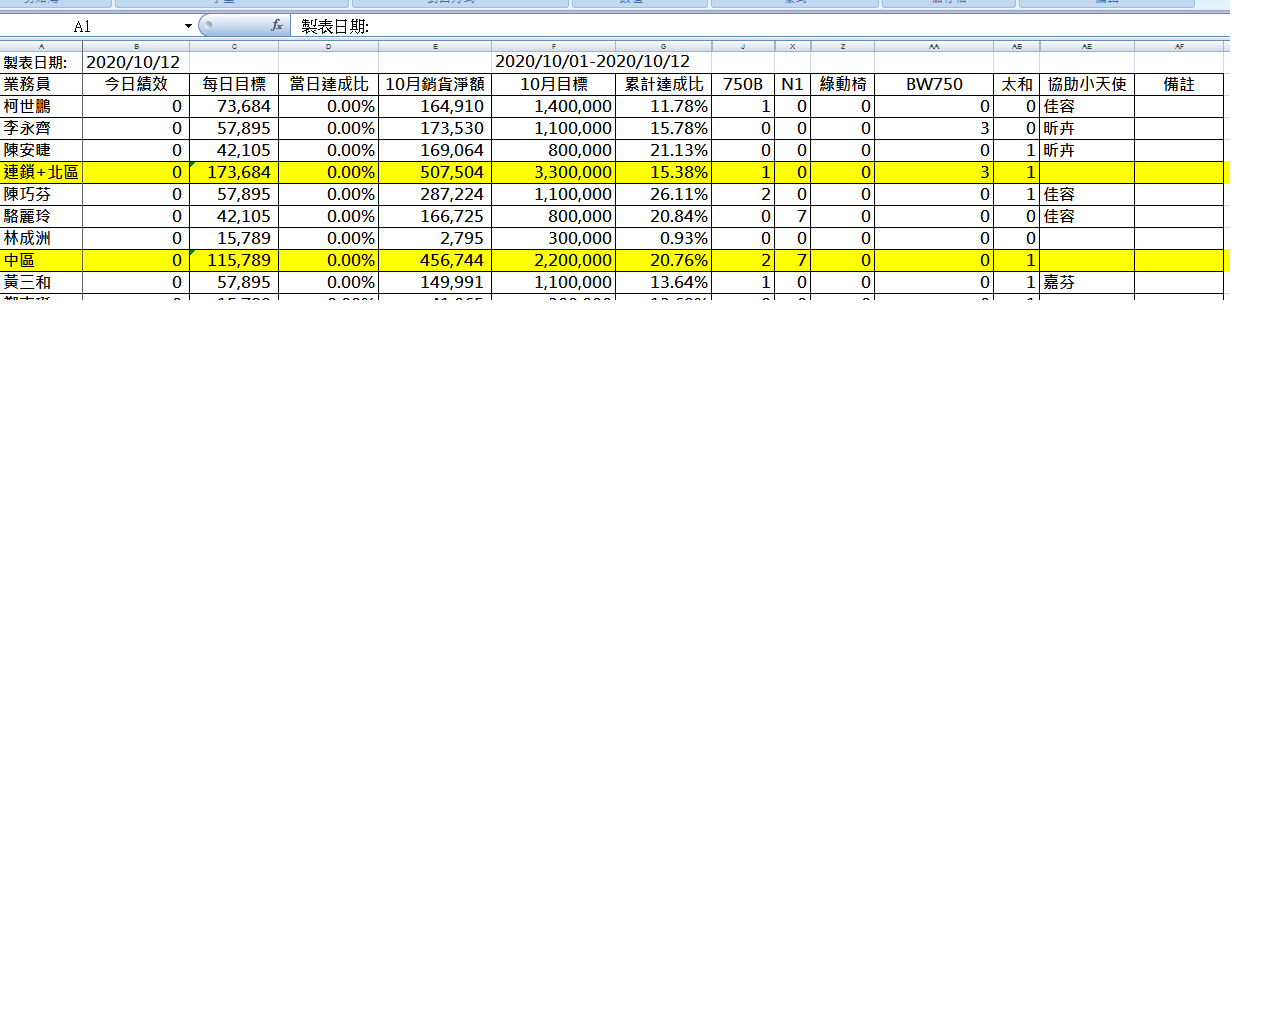 A1 fx 製表日期:
A B C D E F G J X Z AA AB AE AF
製表日期: 2020/10/12 2020/10/01-2020/10/12
業務員 今日績效 每日目標 當日達成比 10月銷貨淨額 10月目標 累計達成比 750B N1 綠動椅 BW750 太和 協助小天使 備註
柯世鵬 0 73,684 0.00% 164,910 1,400,000 11.78% 1 0 0 0 0 佳容
李永齊 0 57,895 0.00% 173,530 1,100,000 15.78% 0 0 0 3 0 昕卉
陳安睫 0 42,105 0.00% 169,064 800,000 21.13% 0 0 0 0 1 昕卉
連鎖+北區 0 173,684 0.00% 507,504 3,300,000 15.38% 1 0 0 3 1
陳巧芬 0 57,895 0.00% 287,224 1,100,000 26.11% 2 0 0 0 1 佳容
駱麗玲 0 42,105 0.00% 166,725 800,000 20.84% 0 7 0 0 0 佳容
林成洲 0 15,789 0.00% 2,795 300,000 0.93% 0 0 0 0 0
中區 0 115,789 0.00% 456,744 2,200,000 20.76% 2 7 0 0 1
黃三和 0 57,895 0.00% 149,991 1,100,000 13.64% 1 0 0 0 1 嘉芬